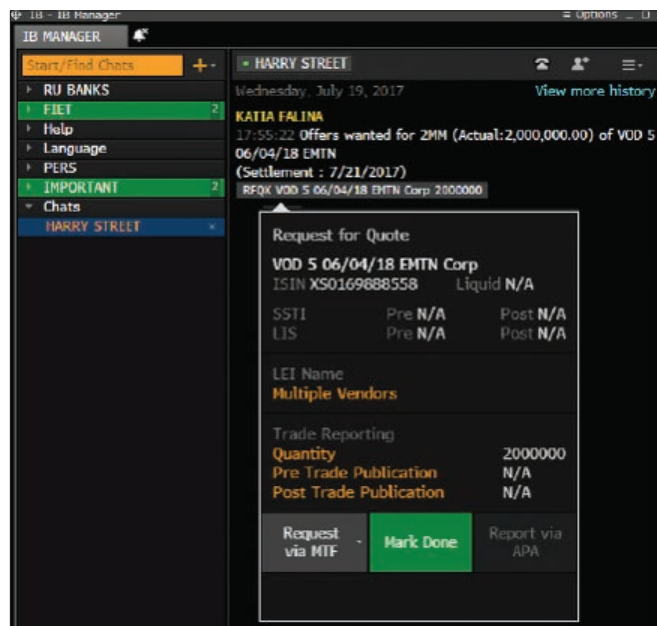 IB - IB Manager
Options
IB MANAGER
Start/Find Chats
HARRY STREET
RU BANKS
FIET 2
Help
Language
PERS
IMPORTANT 2
Chats
HARRY STREET ×
Wednesday, July 19, 2017 View more history
KATIA FALINA
17:55:22 Offers wanted for 2MM (Actual:2,000,000.00) of VOD 5
06/04/18 EMTN
(Settlement : 7/21/2017)
RFQX VOD 5 06/04/18 EMTN Corp 2000000
Request for Quote
VOD 5 06/04/18 EMTN Corp
ISIN XS0169888558 Liquid N/A
SSTI Pre N/A Post N/A
LIS Pre N/A Post N/A
LEI Name
Multiple Vendors
Trade Reporting
Quantity 2000000
Pre Trade Publication N/A
Post Trade Publication N/A
Request via MTF
Mark Done
Report via APA